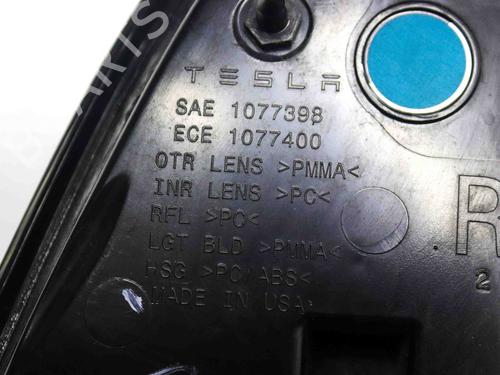 TESLA
SAE 1077398
ECE 1077400
OTR LENS >PMMA<
INR LENS >PC<
RFL >PC<
LGT BLD >PMMA<
HSG >PC/ABS<
MADE IN USA
R
2
PARTS